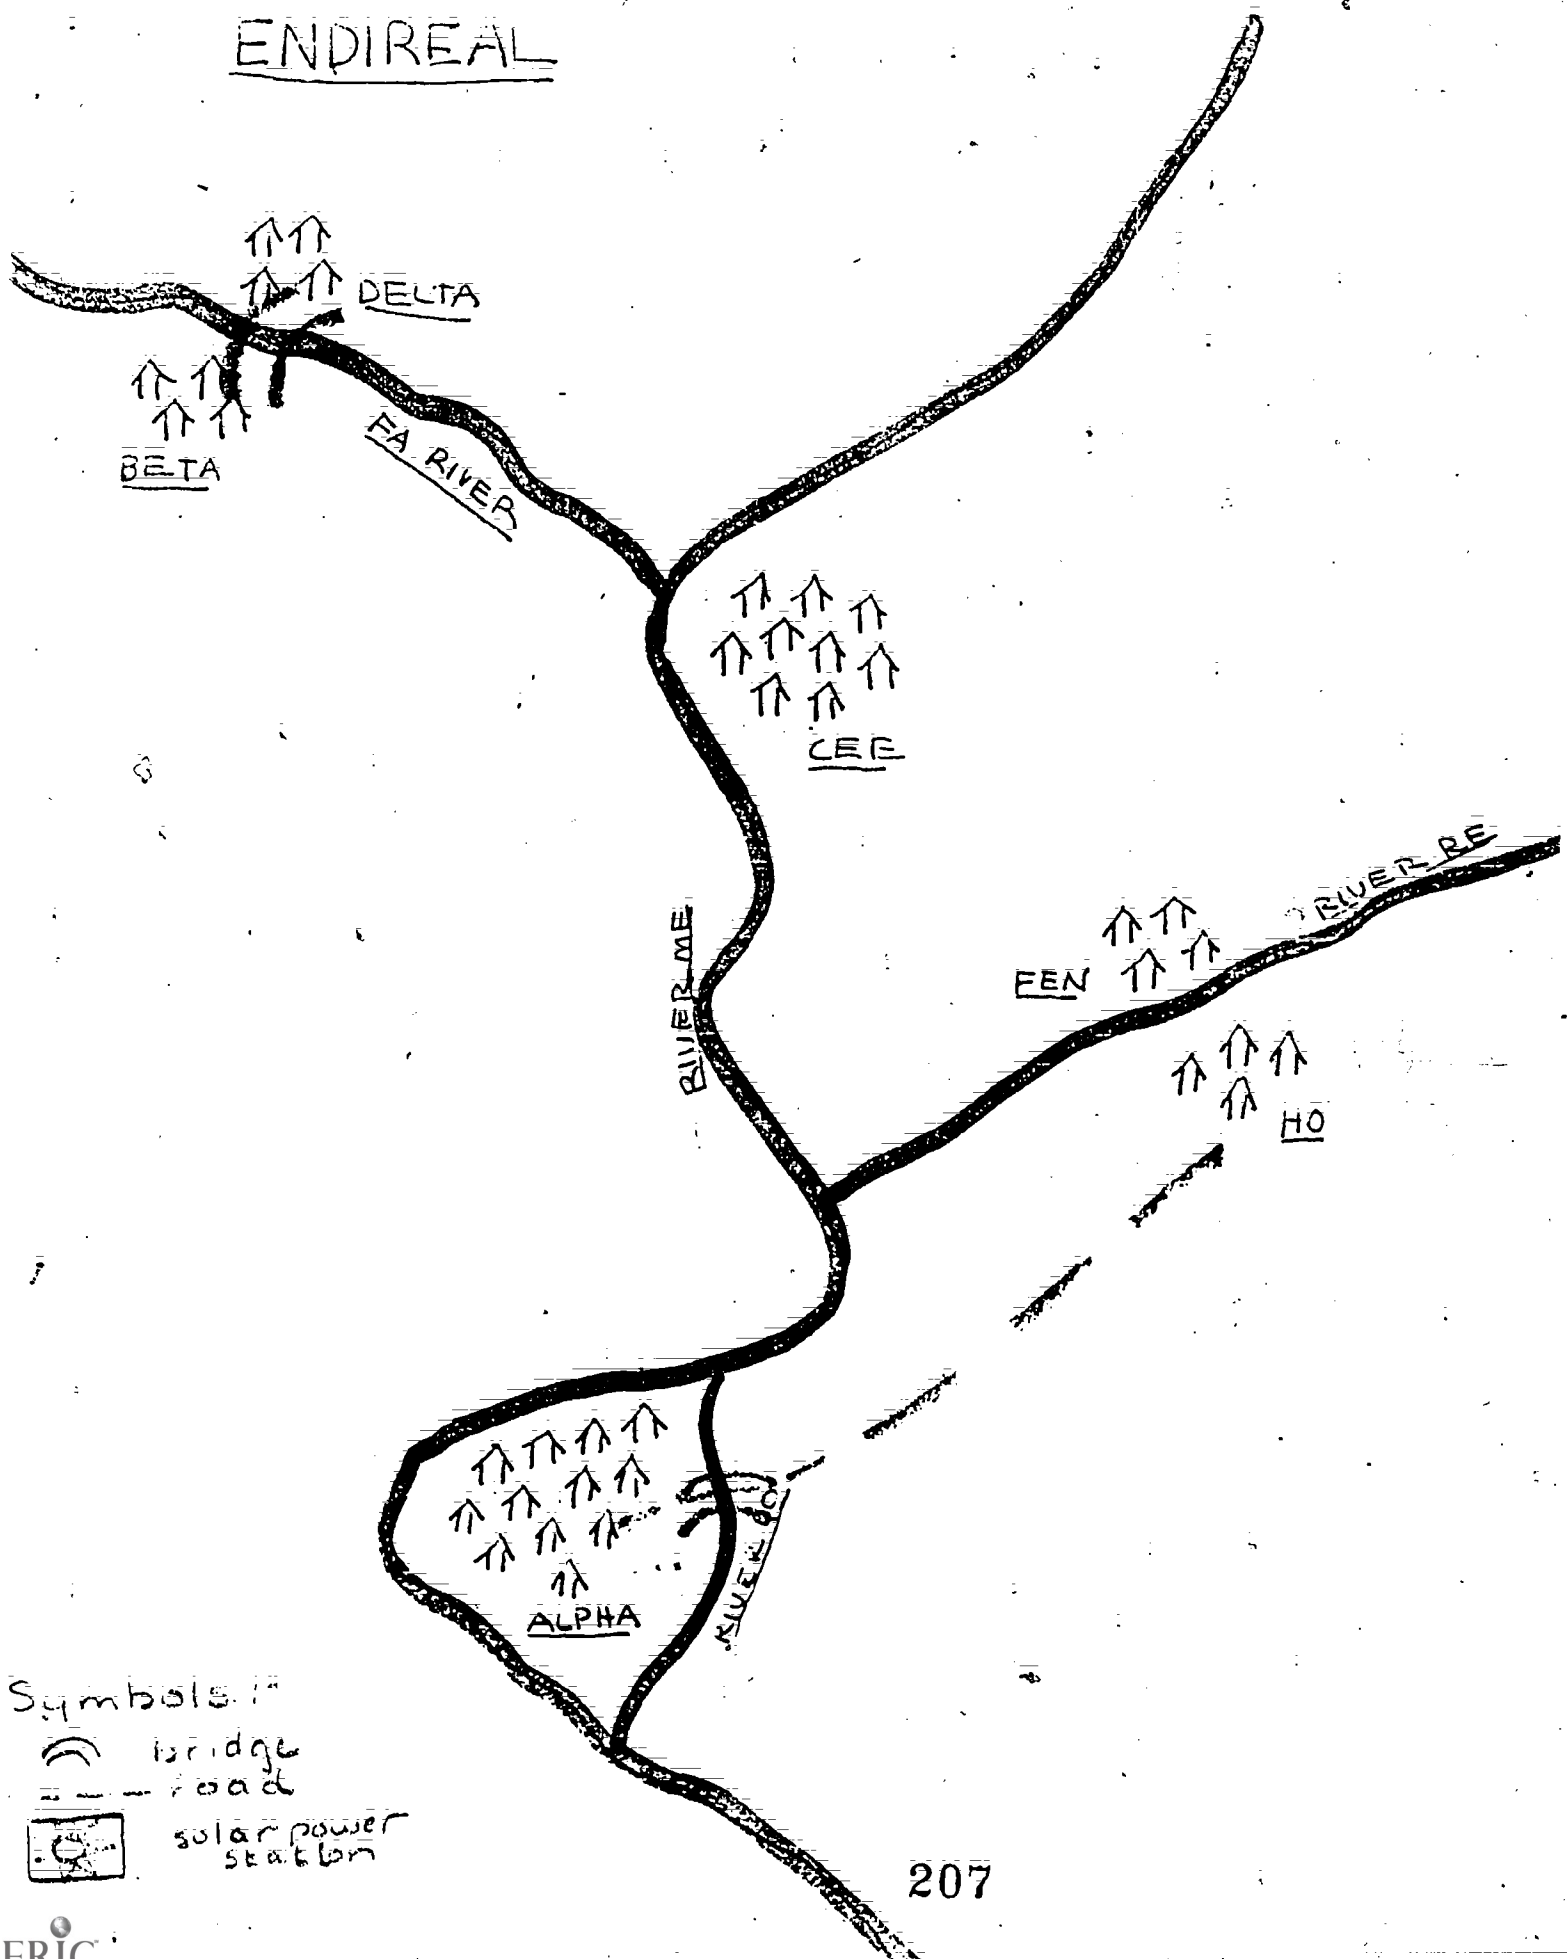 ENDIREAL
DELTA
BETA
FA RIVER
CEE
RIVER RE
RIVER ME
FEN
HO
RIVER
ALPHA
Symbols
bridge
road
solar power
station
207
ERIC